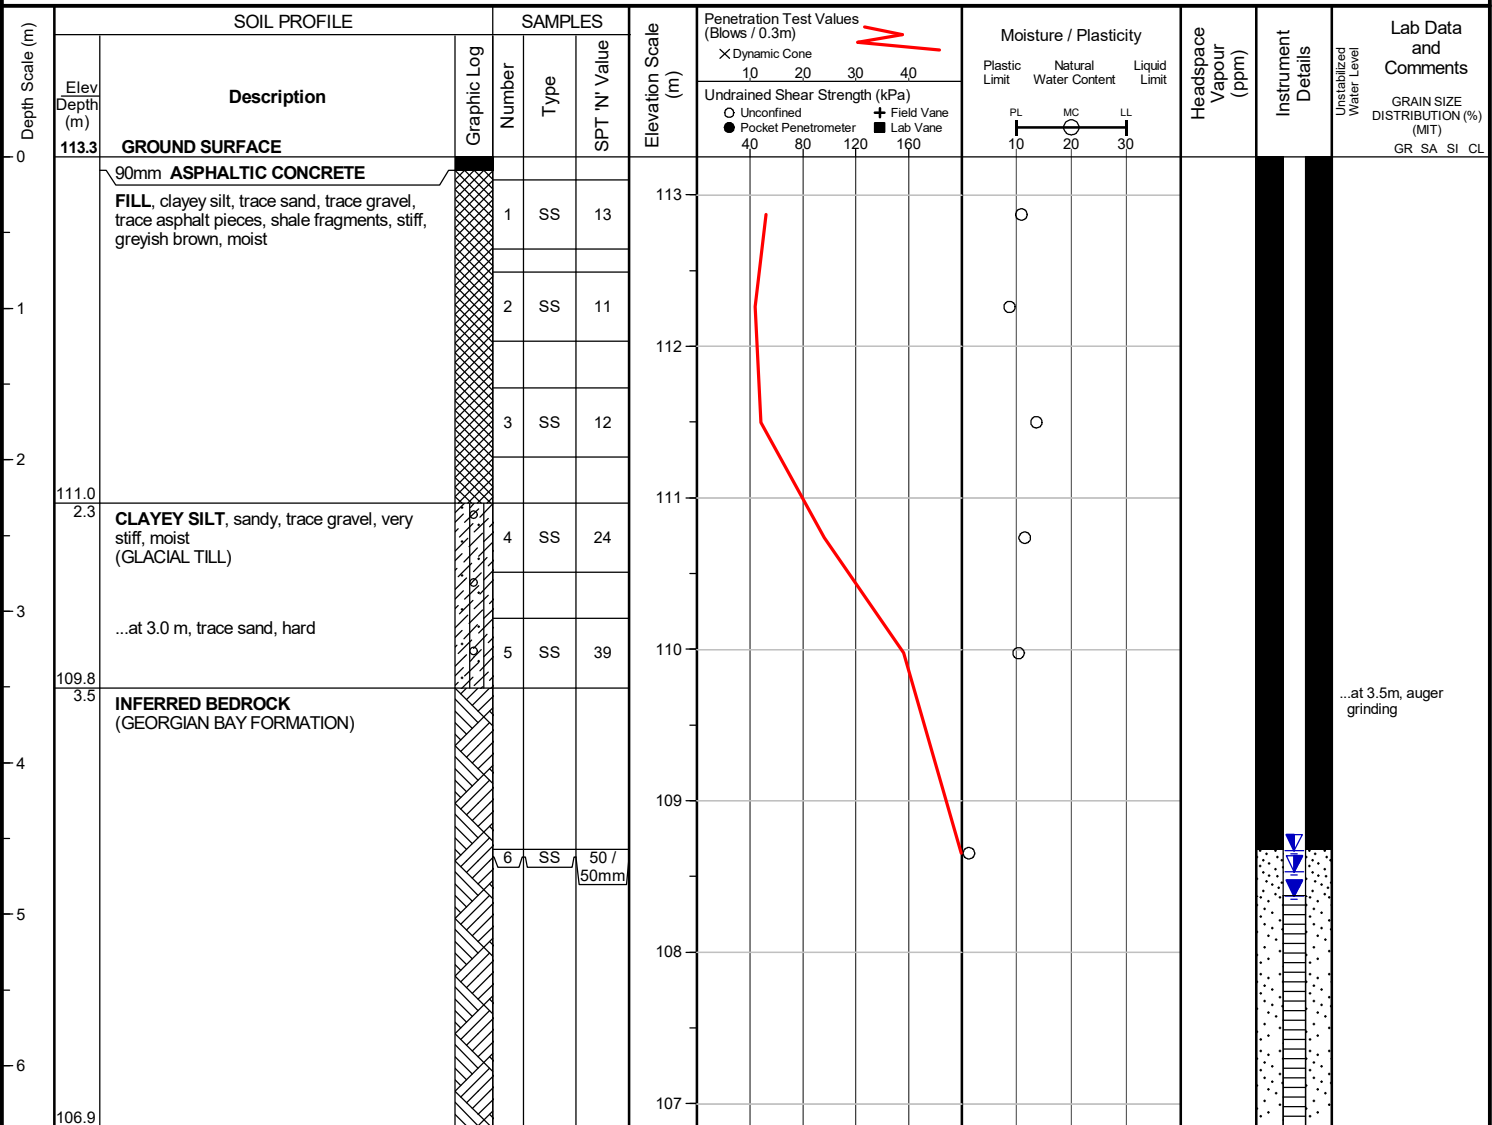 SOIL PROFILE
SAMPLES
Depth Scale (m)
Elev
Depth
(m)
113.3
Description
GROUND SURFACE
Graphic Log
Number
Type
SPT 'N' Value
Elevation Scale
(m)
Penetration Test Values
(Blows / 0.3m)
Dynamic Cone
10 20 30 40
Undrained Shear Strength (kPa)
Unconfined
Field Vane
Pocket Penetrometer
Lab Vane
40 80 120 160
Moisture / Plasticity
Plastic
Limit
Natural
Water Content
Liquid
Limit
PL MC LL
10 20 30
Headspace
Vapour
(ppm)
Instrument
Details
Unstabilized
Water Level
Lab Data
and
Comments
GRAIN SIZE
DISTRIBUTION (%)
(MIT)
GR SA SI CL
0
90mm ASPHALTIC CONCRETE
FILL, clayey silt, trace sand, trace gravel,
trace asphalt pieces, shale fragments, stiff,
greyish brown, moist
113
1 SS 13
1
2 SS 11
112
3 SS 12
2
111.0
2.3
111
CLAYEY SILT, sandy, trace gravel, very
stiff, moist
(GLACIAL TILL)
4 SS 24
3
...at 3.0 m, trace sand, hard
110
5 SS 39
109.8
3.5
INFERRED BEDROCK
(GEORGIAN BAY FORMATION)
...at 3.5m, auger
grinding
4
109
6 SS 50 /
50mm
5
108
6
107
106.9